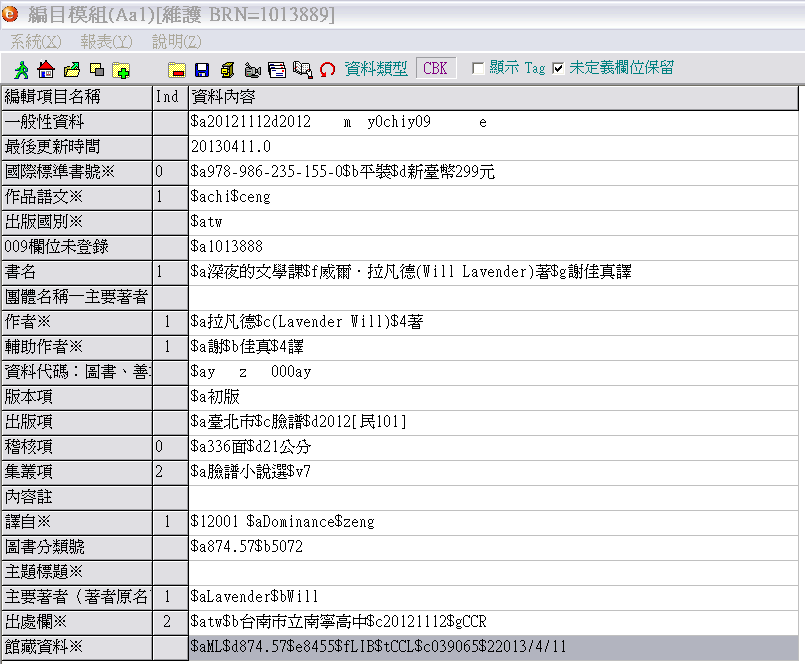 編目模組(Aa1)[維護 BRN=1013889]
系統(X) 報表(Y) 說明(Z)
資料類型 CBK 顯示 Tag 未定義欄位保留
編輯項目名稱 Ind 資料內容
一般性資料 $a20121112d2012 m y0chiy09 e
最後更新時間 20130411.0
國際標準書號※ 0 $a978-986-235-155-0$b平裝$d新臺幣299元
作品語文※ 1 $achi$ceng
出版國別※ $atw
009欄位未登錄 $a1013888
書名 1 $a深夜的文學課$f威爾．拉凡德(Will Lavender)著$g謝佳真譯
團體名稱－主要著者
作者※ 1 $a拉凡德$c(Lavender Will)$4著
輔助作者※ 1 $a謝$b佳真$4譯
資料代碼：圖書、善 $ay z 000ay
版本項 $a初版
出版項 $a臺北市$c臉譜$d2012[民101]
稽核項 0 $a336面$d21公分
集叢項 2 $a臉譜小說選$v7
內容註
譯自※ 1 $12001 $aDominance$zeng
圖書分類號 $a874.57$b5072
主題標題※
主要著者（著者原名 1 $aLavender$bWill
出處欄※ 2 $atw$b台南市立南寧高中$c20121112$gCCR
館藏資料※ $aML$d874.57$e8455$fLIB$tCCL$c039065$22013/4/11